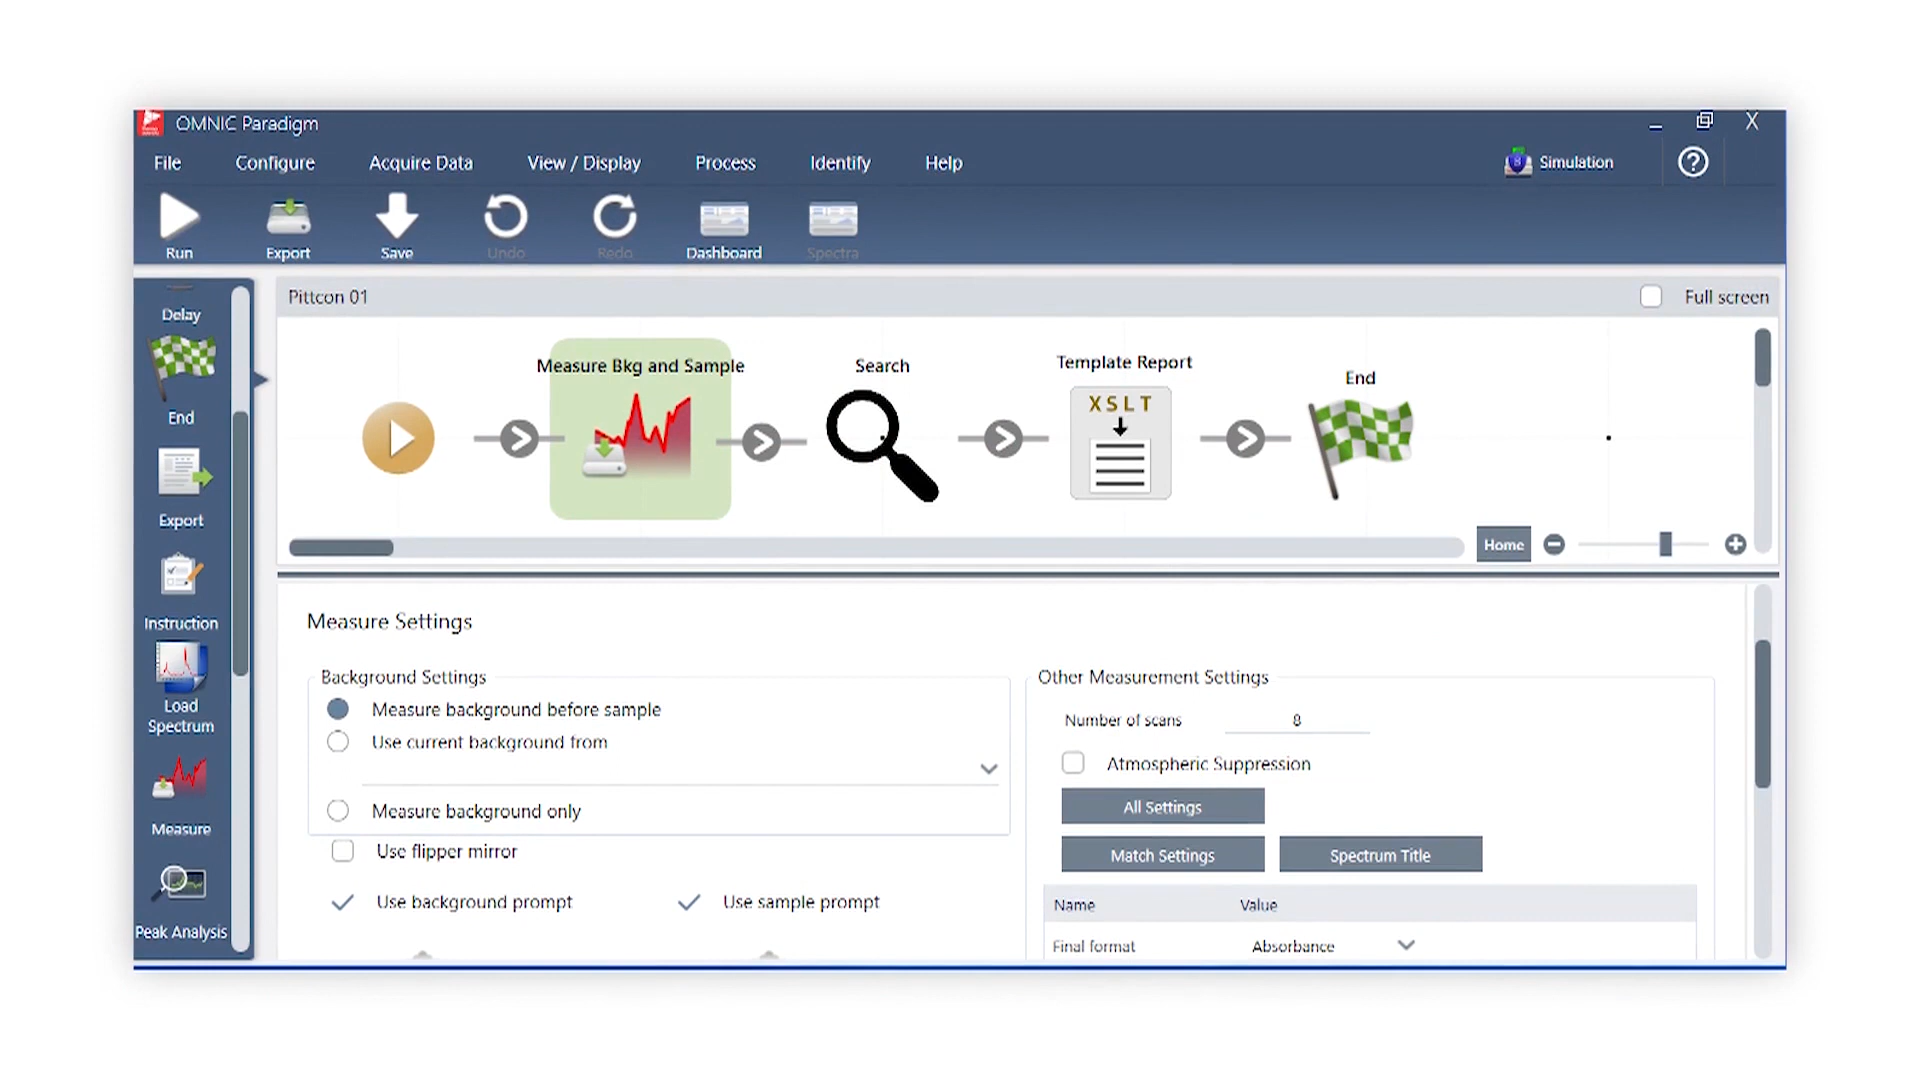 OMNIC Paradigm
X
File Configure Acquire Data View / Display Process Identify Help
8 Simulation ?
Run Export Save Undo Redo Dashboard Spectra
Pittcon 01 Full screen
Delay
End
Export
Instruction
Load
Spectrum
Measure
Peak Analysis
Measure Bkg and Sample Search Template Report End
XSLT
Home
Measure Settings
Background Settings
Measure background before sample
Use current background from
Measure background only
Use flipper mirror
Use background prompt Use sample prompt
Other Measurement Settings
Number of scans 8
Atmospheric Suppression
All Settings
Match Settings Spectrum Title
Name Value
Final format Absorbance